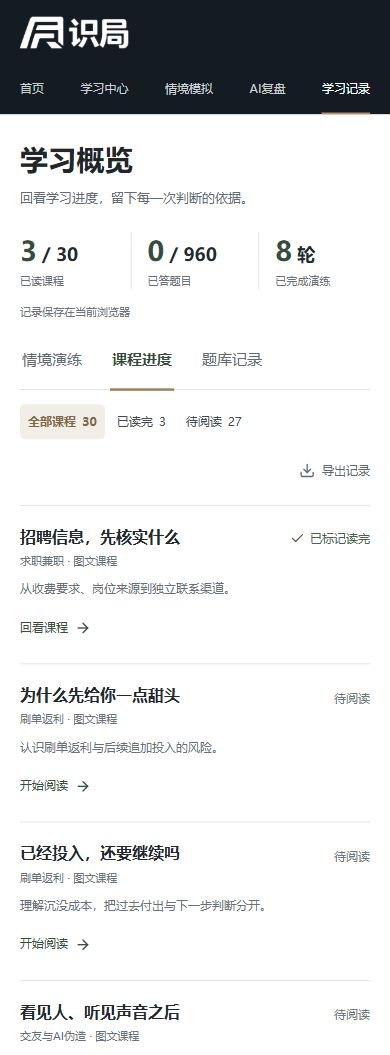 识局
首页 学习中心 情境模拟 AI复盘 学习记录
学习概览
回看学习进度，留下每一次判断的依据。
3 / 30 0 / 960 8 轮
已读课程 已答题目 已完成演练
记录保存在当前浏览器
情境演练 课程进度 题库记录
全部课程 30 已读完 3 待阅读 27
导出记录
招聘信息，先核实什么 已标记读完
求职兼职 · 图文课程
从收费要求、岗位来源到独立联系渠道。
回看课程
为什么先给你一点甜头 待阅读
刷单返利 · 图文课程
认识刷单返利与后续追加投入的风险。
开始阅读
已经投入，还要继续吗 待阅读
刷单返利 · 图文课程
理解沉没成本，把过去付出与下一步判断分开。
开始阅读
看见人、听见声音之后 待阅读
交友与AI伪造 · 图文课程